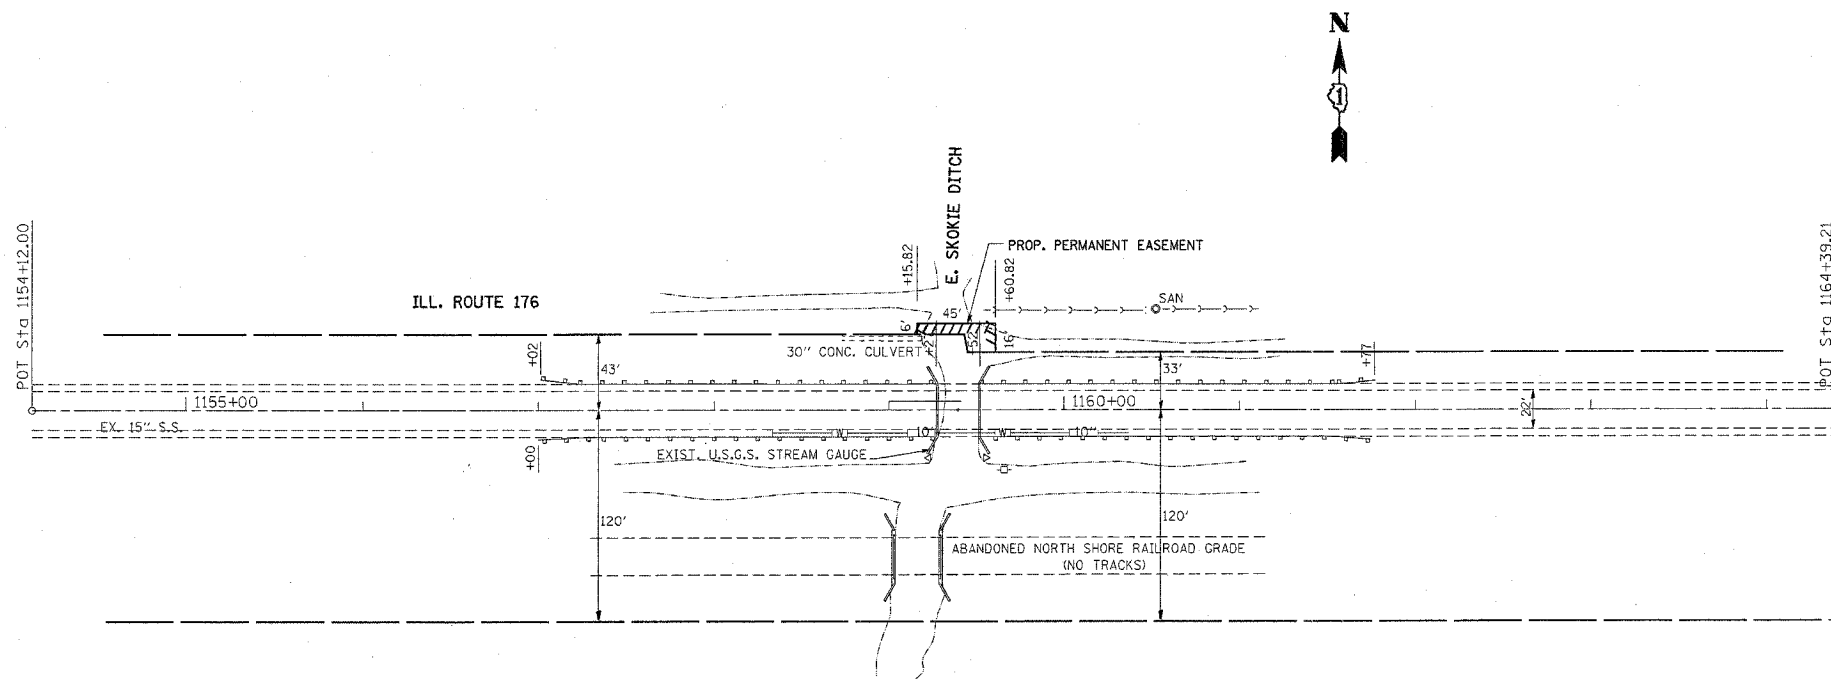 N
1
E. SKOKIE DITCH
POT Sta 1154+12.00
POT Sta 1164+39.21
+15.82
+60.82
PROP. PERMANENT EASEMENT
ILL. ROUTE 176
SAN
45'
6'
16'
52
+2
30" CONC. CULVERT
+02
+77
43'
33'
1155+00
1160+00
22'
EX. 15" S.S.
W
10"
W
10"
EXIST. U.S.G.S. STREAM GAUGE
+00
120'
120'
ABANDONED NORTH SHORE RAILROAD GRADE
(NO TRACKS)